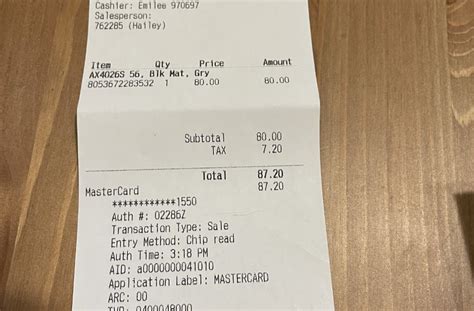 Cashier: Emilee 970697
Salesperson:
762285 (Hailey)
Item Qty Price Amount
AX4026S 56, Blk Mat, Gry
8053672283532 1 80.00 80.00
Subtotal 80.00
TAX 7.20
Total 87.20
MasterCard 87.20
************1550
Auth #: 02286Z
Transaction Type: Sale
Entry Method: Chip read
Auth Time: 3:18 PM
AID: a0000000041010
Application Label: MASTERCARD
ARC: 00
TVR: 0400048000